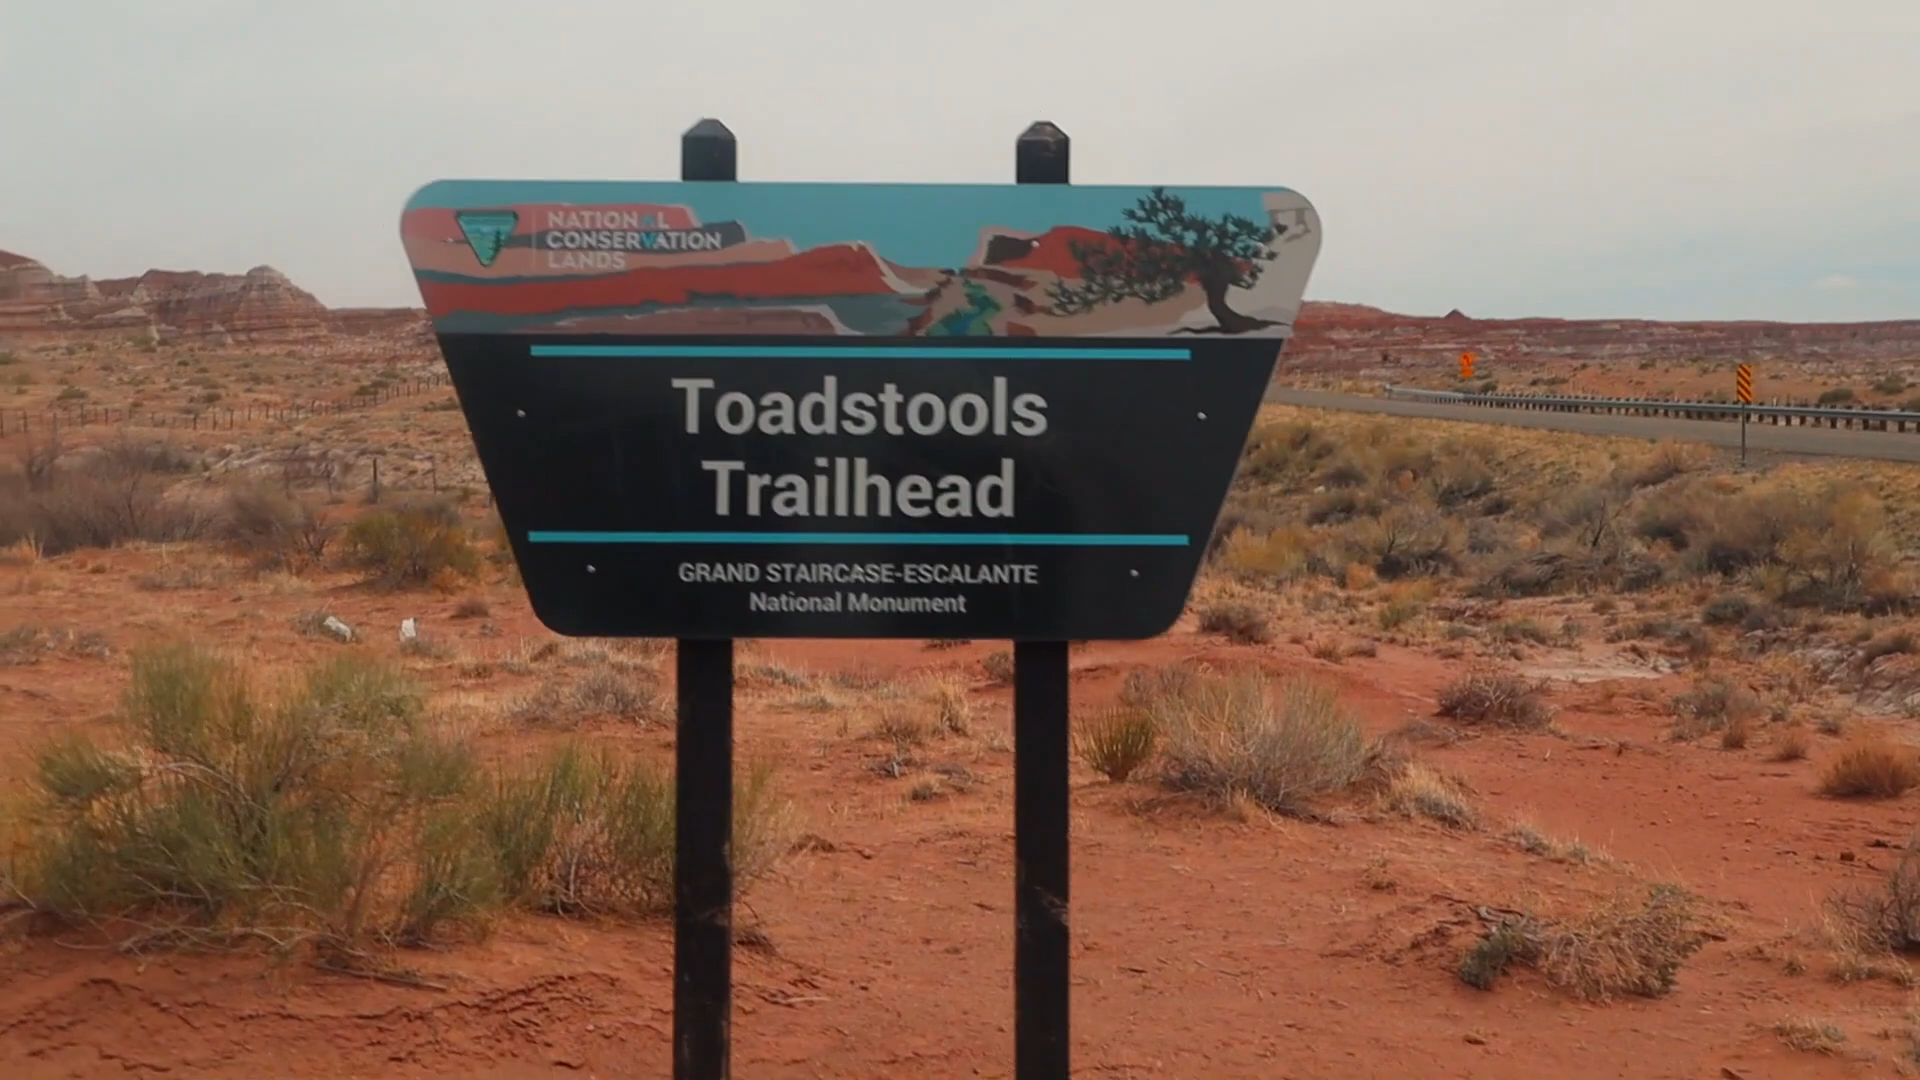 NATIONAL
CONSERVATION
LANDS
Toadstools
Trailhead
GRAND STAIRCASE-ESCALANTE
National Monument